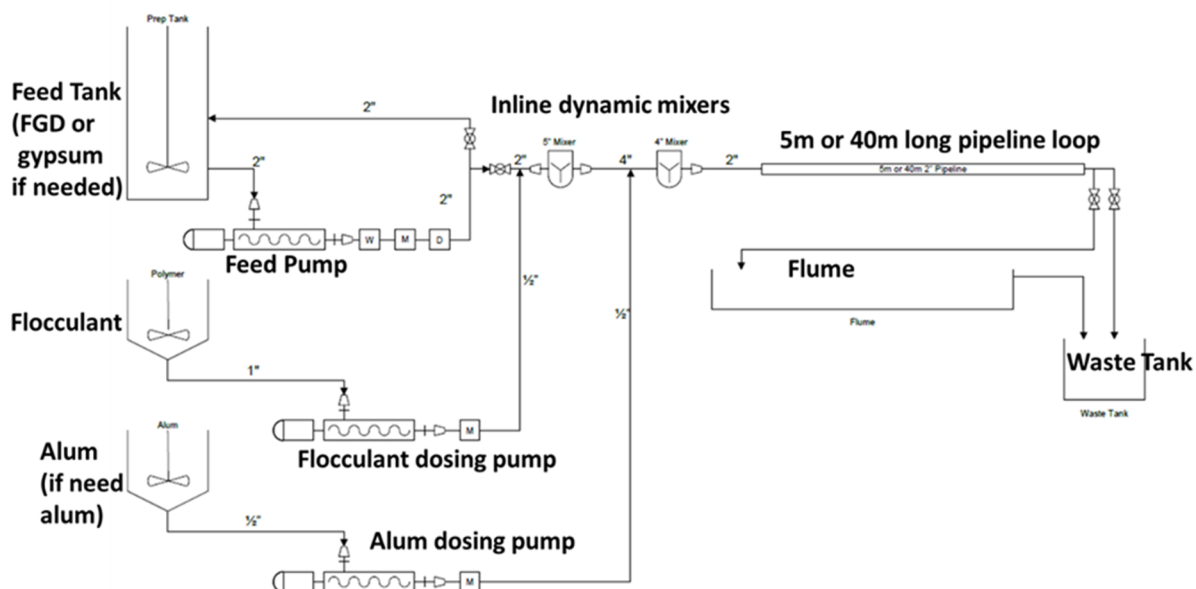 Prep Tank
Feed Tank
(FGD or
gypsum
if needed)
2"
2"
2"
Feed Pump
W
M
D
Inline dynamic mixers
2"
5" Mixer
4"
4" Mixer
2"
5m or 40m long pipeline loop
5m or 40m 2" Pipeline
Polymer
Flocculant
1"
½"
M
Flocculant dosing pump
Alum
Alum
(if need
alum)
½"
½"
M
Alum dosing pump
Flume
Flume
Waste Tank
Waste Tank